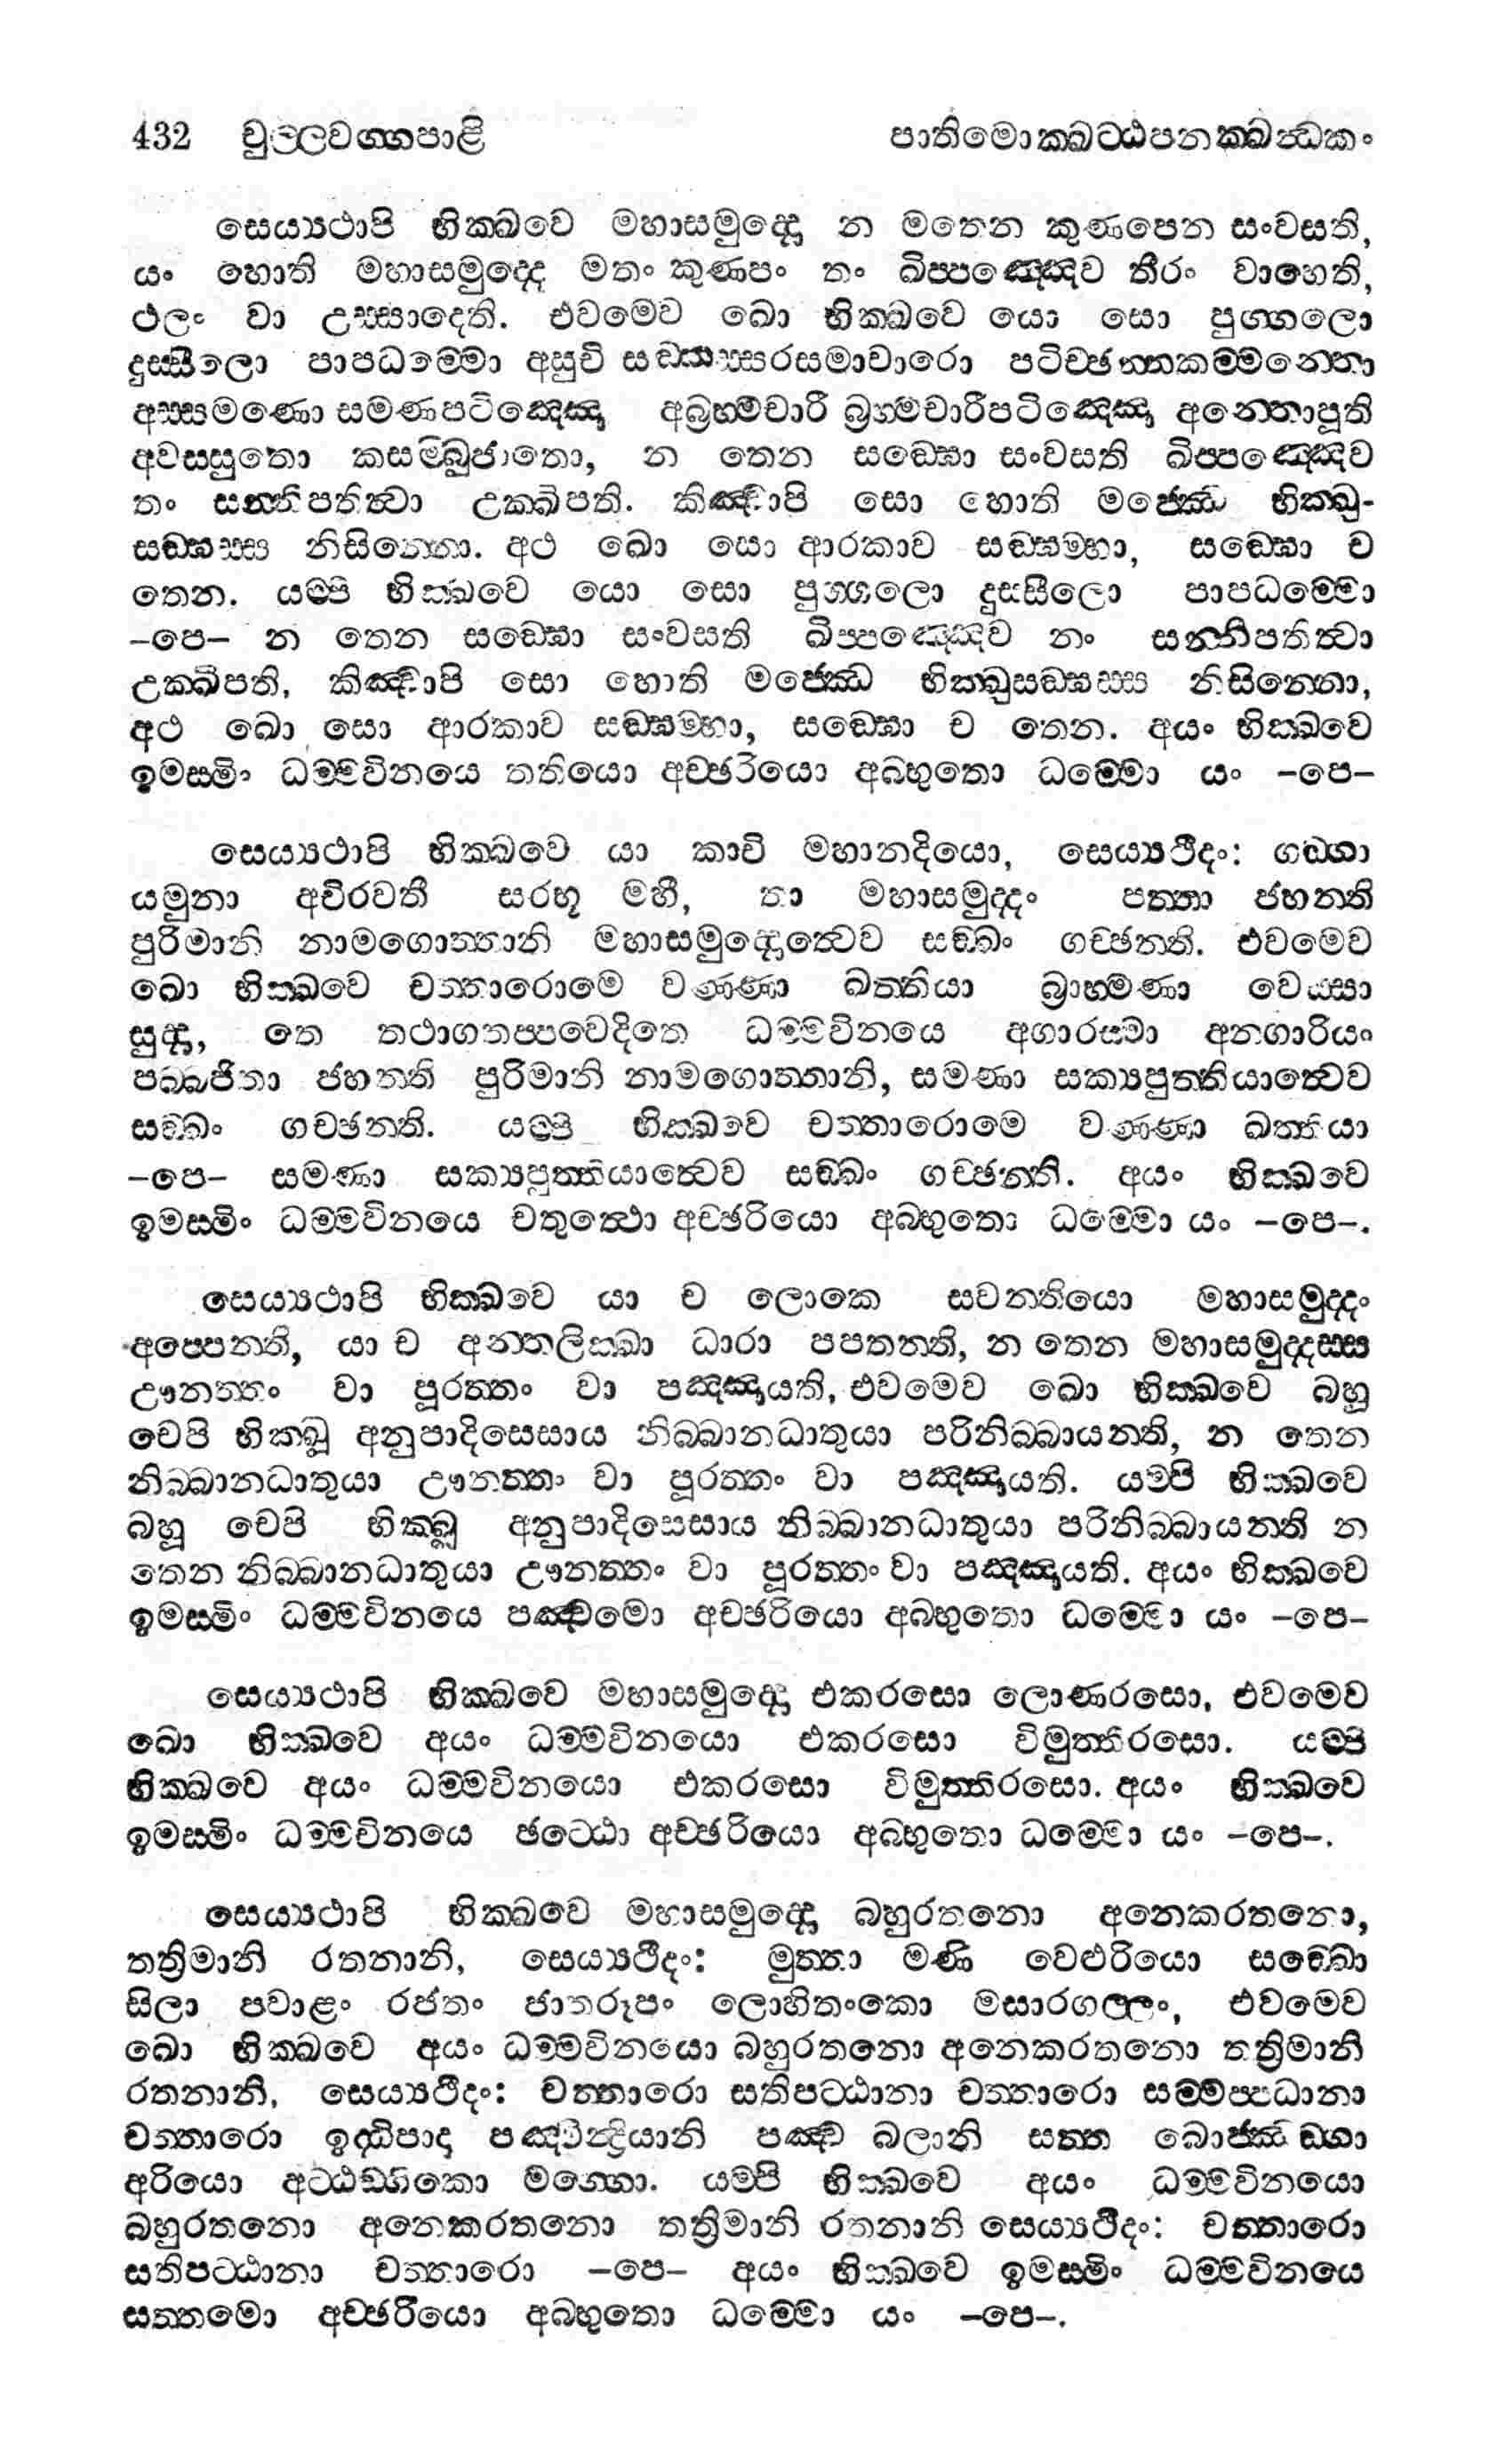 432 චුල්ලවග්ගපාළි පාතිමොක්ඛට්ඨපනක්ඛන්ධකං
සෙය්‍යථාපි භික්ඛවෙ මහාසමුද්දො න මතෙන කුණපෙන සංවසති,
යං හොති මහාසමුද්දෙ මතං කුණපං තං ඛිප්පඤ්ඤෙව තීරං වාහෙති,
ථලං වා උස්සාදෙති. එවමෙව ඛො භික්ඛවෙ යො සො පුග්ගලො
දුස්සීලො පාපධම්මො අසුචි සඞ්කස්සරසමාචාරො පටිච්ඡන්නකම්මන්තො
අස්සමණො සමණපටිඤ්ඤො අබ්‍රහ්මචාරී බ්‍රහ්මචාරීපටිඤ්ඤො අන්තොපූති
අවස්සුතො කසම්බුජාතො, න තෙන සඞ්ඝො සංවසති ඛිප්පඤ්ඤෙව
තං සන්නිපතිත්වා උක්ඛිපති. කිඤ්චාපි සො හොති මජ්ඣෙ භික්ඛු-
සඞ්ඝස්ස නිසින්නො. අථ ඛො සො ආරකාව සඞ්ඝම්හා, සඞ්ඝො ච
තෙන. යම්පි භික්ඛවෙ යො සො පුග්ගලො දුස්සීලො පාපධම්මො
–පෙ– න තෙන සඞ්ඝො සංවසති ඛිප්පඤ්ඤෙව නං සන්නිපතිත්වා
උක්ඛිපති, කිඤ්චාපි සො හොති මජ්ඣෙ භික්ඛුසඞ්ඝස්ස නිසින්නො,
අථ ඛො සො ආරකාව සඞ්ඝම්හා, සඞ්ඝො ච තෙන. අයං භික්ඛවෙ
ඉමස්මිං ධම්මවිනයෙ තතියො අච්ඡරියො අබ්භුතො ධම්මො යං –පෙ–
සෙය්‍යථාපි භික්ඛවෙ යා කාචි මහානදියො, සෙය්‍යථීදං: ගඞ්ගා
යමුනා අචිරවතී සරභූ මහී, තා මහාසමුද්දං පත්තා ජහන්ති
පුරිමානි නාමගොත්තානි මහාසමුද්දොත්වෙව සඞ්ඛං ගච්ඡන්ති. එවමෙව
ඛො භික්ඛවෙ චත්තාරොමෙ වණ්ණා ඛත්තියා බ්‍රාහ්මණා වෙස්සා
සුද්දා, තෙ තථාගතප්පවෙදිතෙ ධම්මවිනයෙ අගාරස්මා අනගාරියං
පබ්බජිතා ජහන්ති පුරිමානි නාමගොත්තානි, සමණා සක්‍යපුත්තියාත්වෙව
සඞ්ඛං ගච්ඡන්ති. යම්පි භික්ඛවෙ චත්තාරොමෙ වණ්ණා ඛත්තියා
–පෙ– සමණා සක්‍යපුත්තියාත්වෙව සඞ්ඛං ගච්ඡන්ති. අයං භික්ඛවෙ
ඉමස්මිං ධම්මවිනයෙ චතුත්ථො අච්ඡරියො අබ්භුතො ධම්මො යං –පෙ–.
සෙය්‍යථාපි භික්ඛවෙ යා ච ලොකෙ සවන්තියො මහාසමුද්දං
අප්පෙන්ති, යා ච අන්තලික්ඛා ධාරා පපතන්ති, න තෙන මහාසමුද්දස්ස
ඌනත්තං වා පූරත්තං වා පඤ්ඤායති, එවමෙව ඛො භික්ඛවෙ බහූ
චෙපි භික්ඛූ අනුපාදිසෙසාය නිබ්බානධාතුයා පරිනිබ්බායන්ති, න තෙන
නිබ්බානධාතුයා ඌනත්තං වා පූරත්තං වා පඤ්ඤායති. යම්පි භික්ඛවෙ
බහූ චෙපි භික්ඛූ අනුපාදිසෙසාය නිබ්බානධාතුයා පරිනිබ්බායන්ති න
තෙන නිබ්බානධාතුයා ඌනත්තං වා පූරත්තං වා පඤ්ඤායති. අයං භික්ඛවෙ
ඉමස්මිං ධම්මවිනයෙ පඤ්චමො අච්ඡරියො අබ්භුතො ධම්මො යං –පෙ–
සෙය්‍යථාපි භික්ඛවෙ මහාසමුද්දො එකරසො ලොණරසො, එවමෙව
ඛො භික්ඛවෙ අයං ධම්මවිනයො එකරසො විමුත්තිරසො. යම්පි
භික්ඛවෙ අයං ධම්මවිනයො එකරසො විමුත්තිරසො. අයං භික්ඛවෙ
ඉමස්මිං ධම්මවිනයෙ ඡට්ඨො අච්ඡරියො අබ්භුතො ධම්මො යං –පෙ–.
සෙය්‍යථාපි භික්ඛවෙ මහාසමුද්දො බහුරතනො අනෙකරතනො,
තත්‍රිමානි රතනානි, සෙය්‍යථීදං: මුත්තා මණි වෙළුරියො සඞ්ඛො
සිලා පවාළං රජතං ජාතරූපං ලොහිතංකො මසාරගල්ලං, එවමෙව
ඛො භික්ඛවෙ අයං ධම්මවිනයො බහුරතනො අනෙකරතනො තත්‍රිමානි
රතනානි, සෙය්‍යථීදං: චත්තාරො සතිපට්ඨානා චත්තාරො සම්මප්පධානා
චත්තාරො ඉද්ධිපාදා පඤ්චින්ද්‍රියානි පඤ්ච බලානි සත්ත බොජ්ඣඞ්ගා
අරියො අට්ඨඞ්ගිකො මග්ගො. යම්පි භික්ඛවෙ අයං ධම්මවිනයො
බහුරතනො අනෙකරතනො තත්‍රිමානි රතනානි සෙය්‍යථීදං: චත්තාරො
සතිපට්ඨානා චත්තාරො –පෙ– අයං භික්ඛවෙ ඉමස්මිං ධම්මවිනයෙ
සත්තමො අච්ඡරියො අබ්භුතො ධම්මො යං –පෙ–.